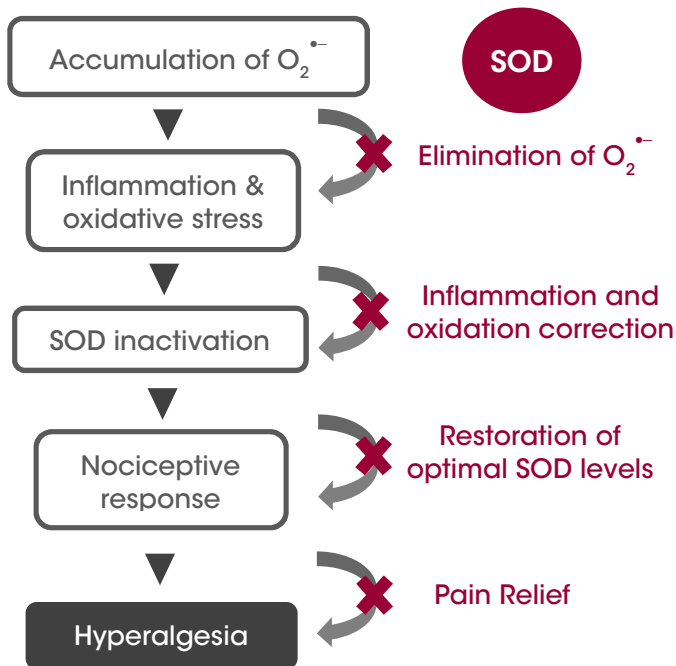 Accumulation of O₂•–
SOD
Elimination of O₂•–
Inflammation &
oxidative stress
Inflammation and
oxidation correction
SOD inactivation
Restoration of
optimal SOD levels
Nociceptive
response
Pain Relief
Hyperalgesia